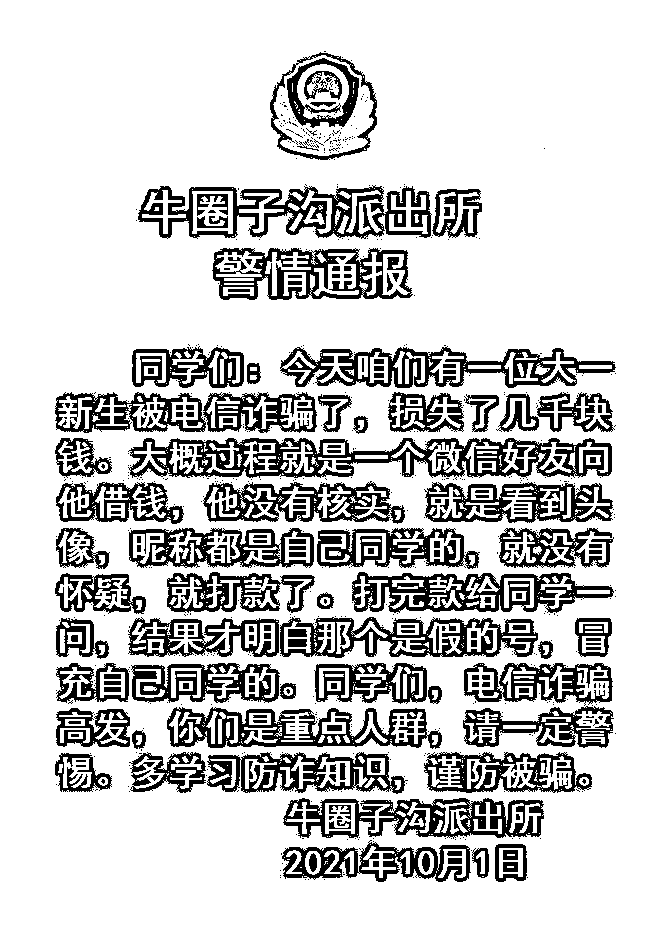 牛圈子沟派出所
警情通报
同学们：今天咱们有一位大一
新生被电信诈骗了，损失了几千块
钱。大概过程就是一个微信好友向
他借钱，他没有核实，就是看到头
像，昵称都是自己同学的，就没有
怀疑，就打款了。打完款给同学一
问，结果才明白那个是假的号，冒
充自己同学的。同学们，电信诈骗
高发，你们是重点人群，请一定警
惕。多学习防诈知识，谨防被骗。
牛圈子沟派出所
2021年10月1日